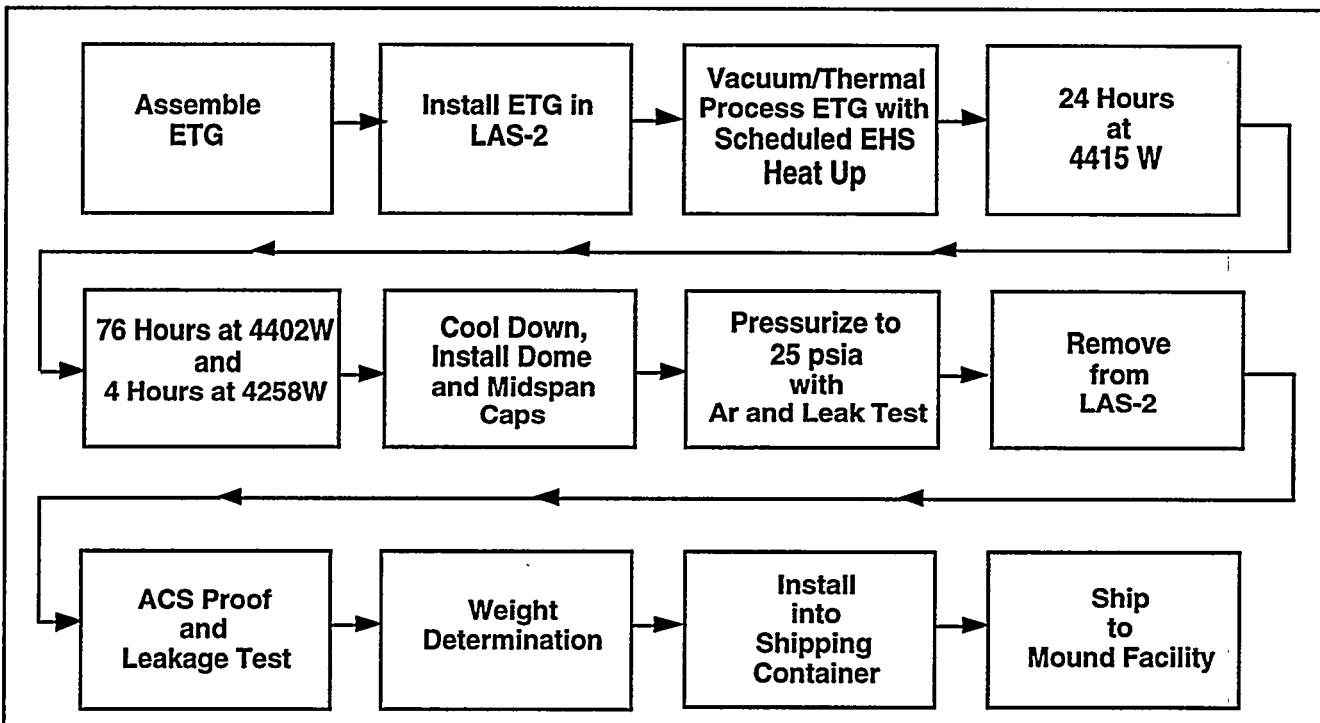 Assemble
ETG
Install ETG in
LAS-2
Vacuum/Thermal
Process ETG with
Scheduled EHS
Heat Up
24 Hours
at
4415 W
76 Hours at 4402W
and
4 Hours at 4258W
Cool Down,
Install Dome
and Midspan
Caps
Pressurize to
25 psia
with
Ar and Leak Test
Remove
from
LAS-2
ACS Proof
and
Leakage Test
Weight
Determination
Install
into
Shipping
Container
Ship
to
Mound Facility